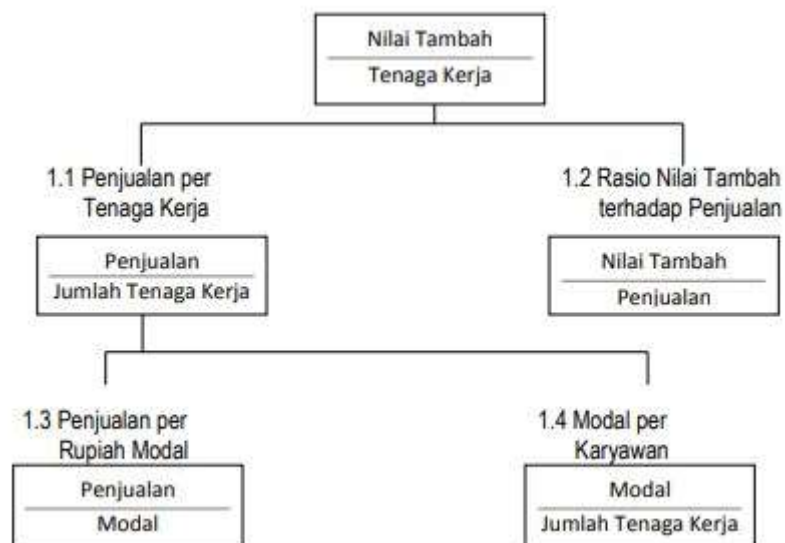 Nilai Tambah
Tenaga Kerja
1.1 Penjualan per
Tenaga Kerja
1.2 Rasio Nilai Tambah
terhadap Penjualan
Penjualan
Jumlah Tenaga Kerja
Nilai Tambah
Penjualan
1.3 Penjualan per
Rupiah Modal
1.4 Modal per
Karyawan
Penjualan
Modal
Modal
Jumlah Tenaga Kerja